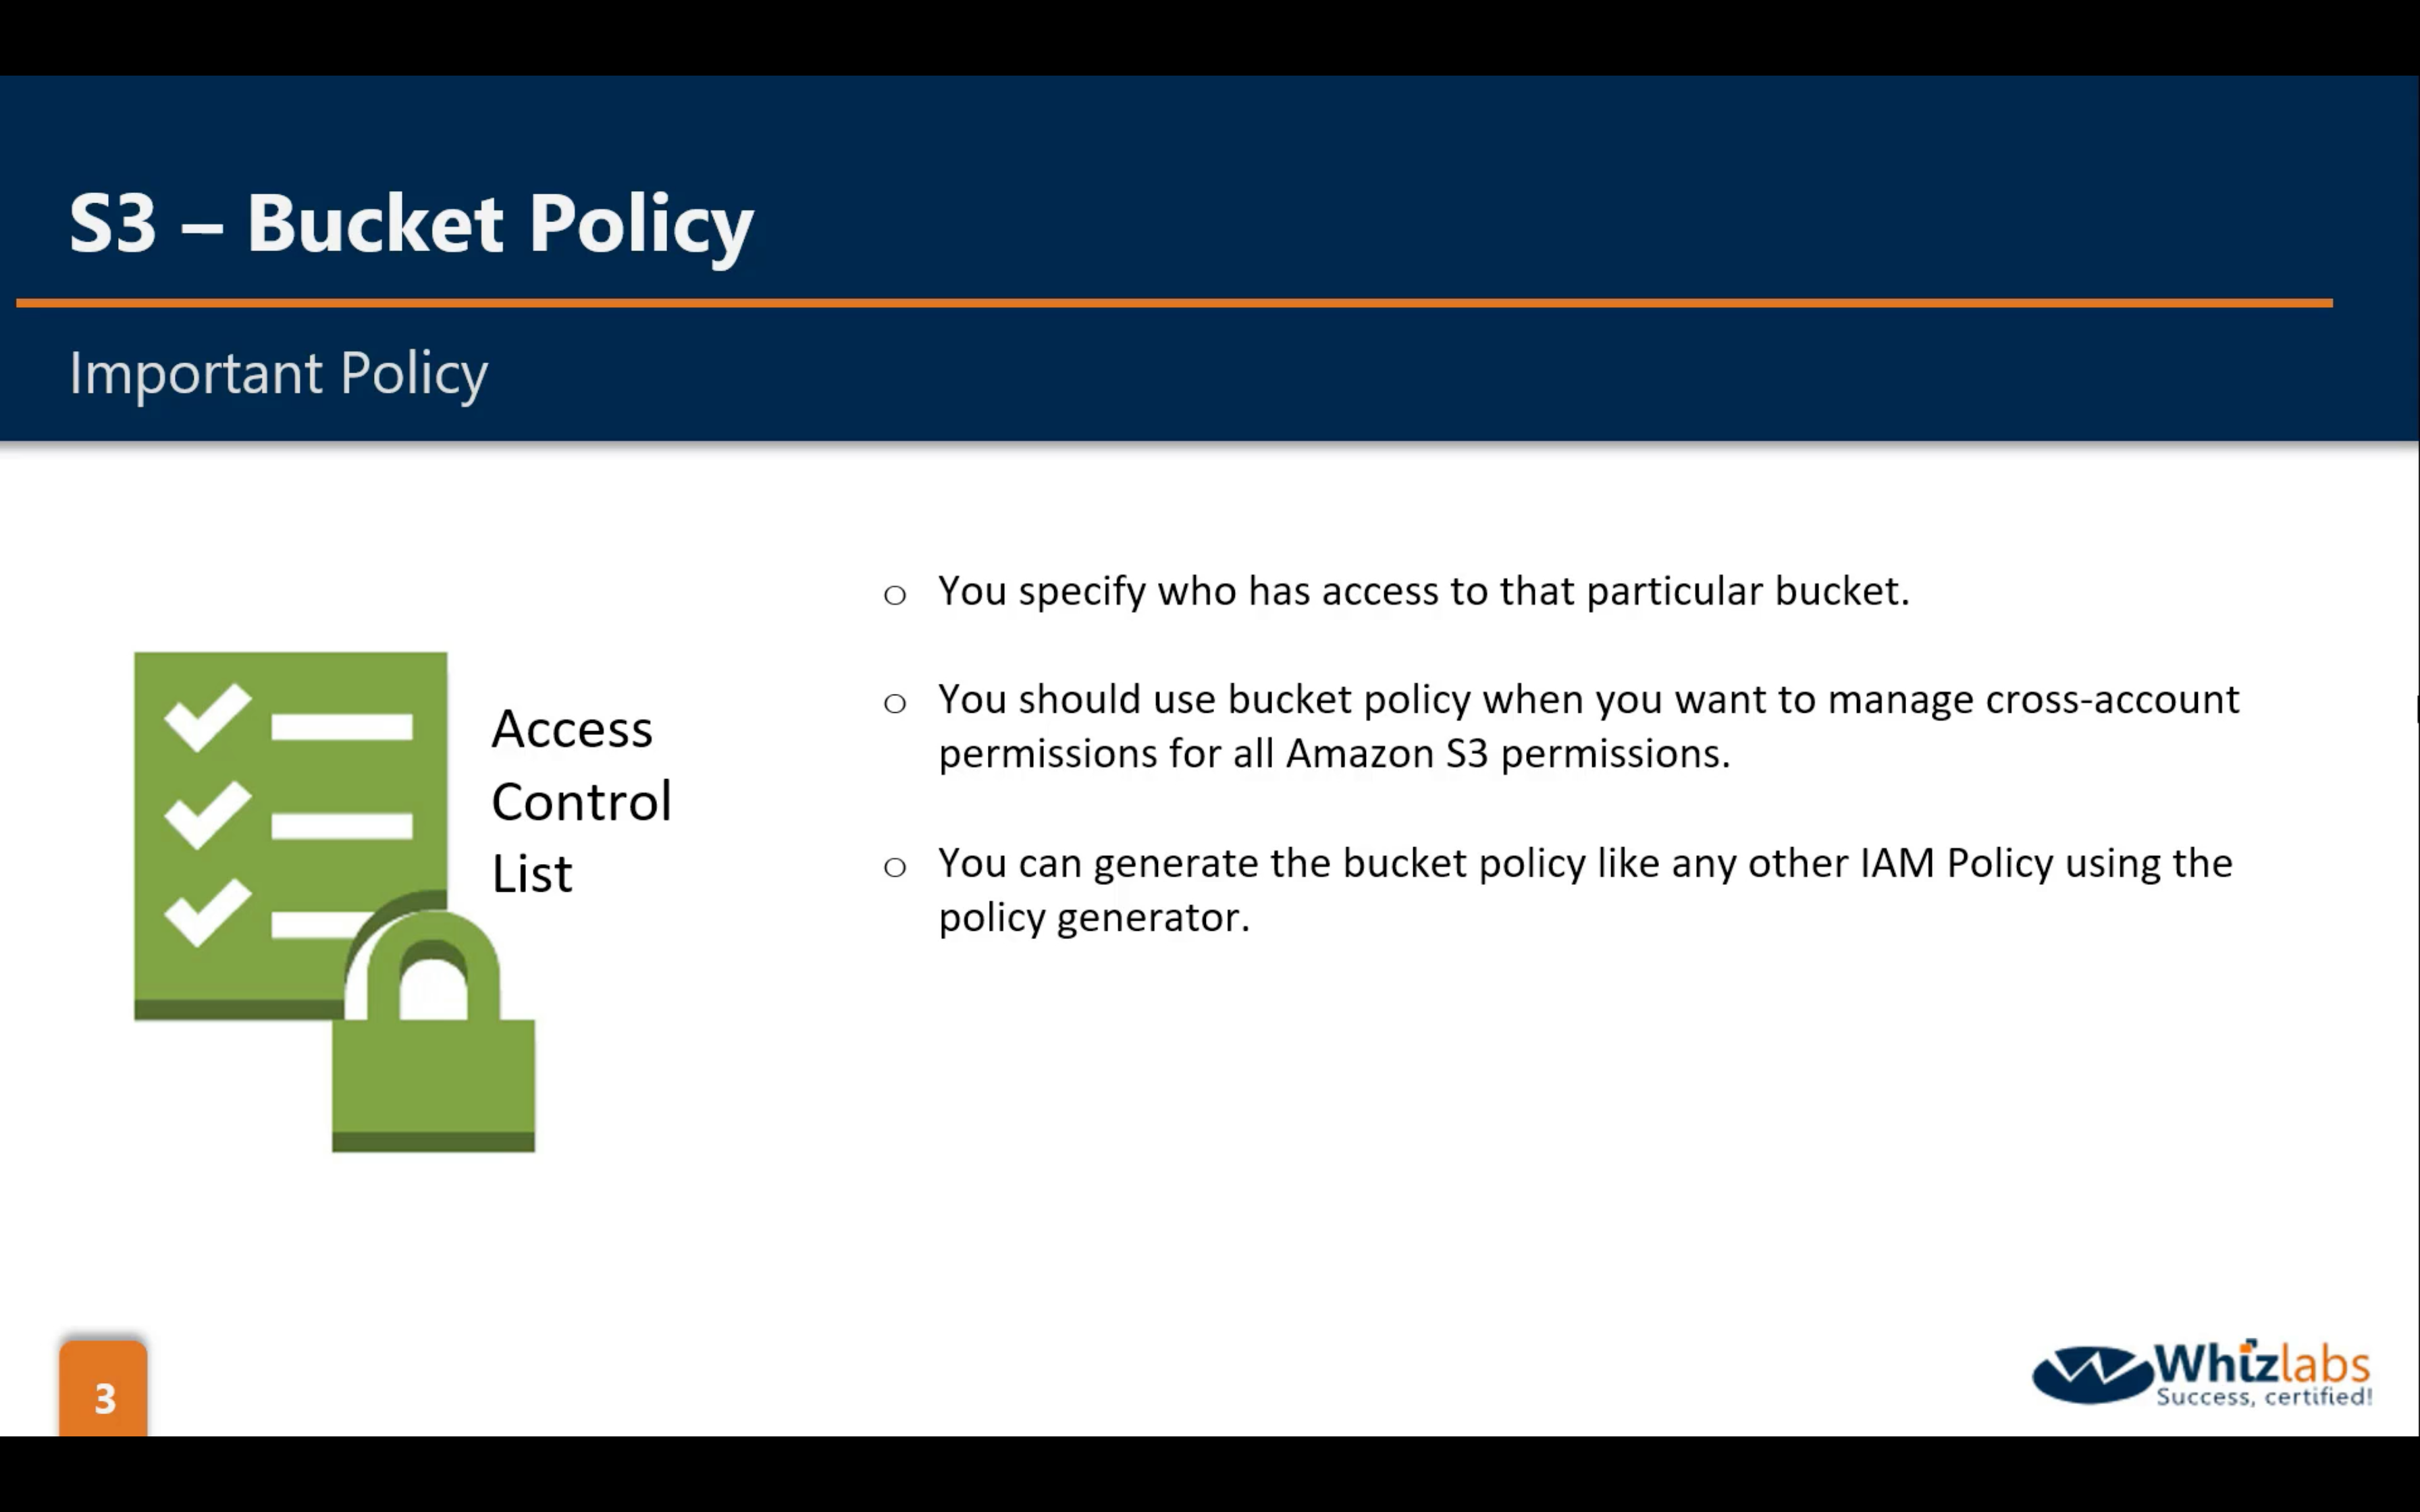 S3 – Bucket Policy
Important Policy
Access
Control
List
○ You specify who has access to that particular bucket.
○ You should use bucket policy when you want to manage cross-account
permissions for all Amazon S3 permissions.
○ You can generate the bucket policy like any other IAM Policy using the
policy generator.
3
Whizlabs
Success, certified!